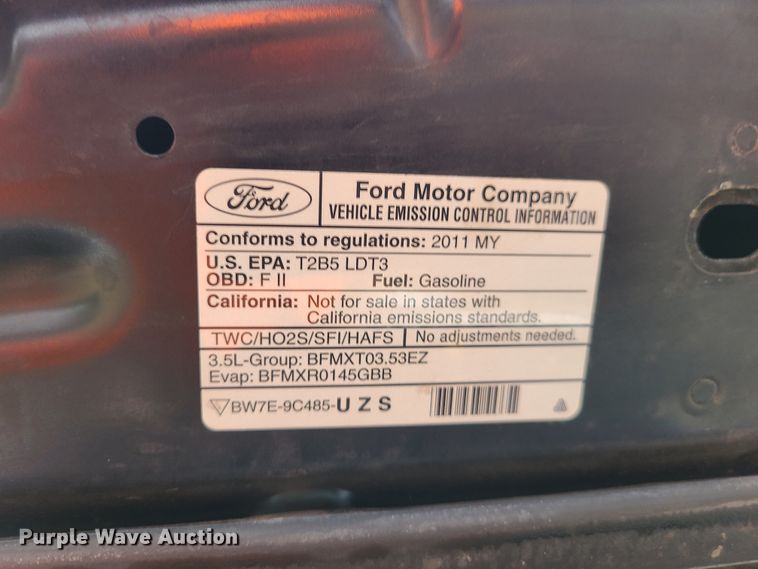 Ford
Ford Motor Company
VEHICLE EMISSION CONTROL INFORMATION
Conforms to regulations: 2011 MY
U.S. EPA: T2B5 LDT3
OBD: F II Fuel: Gasoline
California: Not for sale in states with
California emissions standards.
TWC/HO2S/SFI/HAFS No adjustments needed.
3.5L-Group: BFMXT03.53EZ
Evap: BFMXR0145GBB
BW7E-9C485-U Z S
Purple Wave Auction